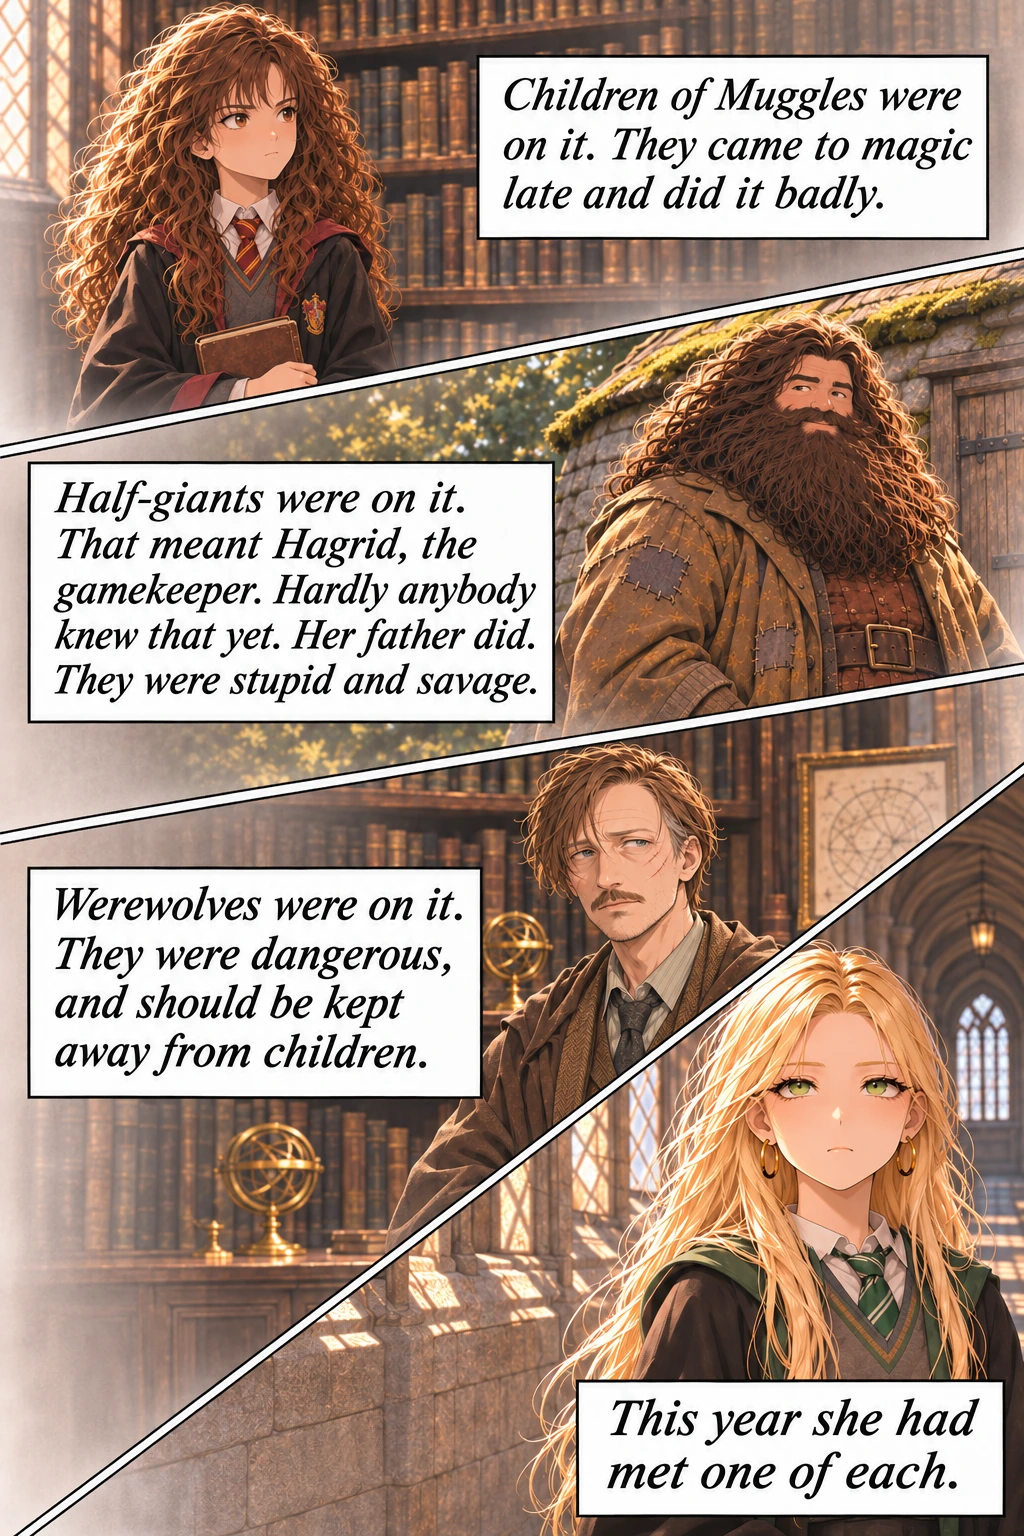 Children of Muggles were
on it. They came to magic
late and did it badly.
Half-giants were on it.
That meant Hagrid, the
gamekeeper. Hardly anybody
knew that yet. Her father did.
They were stupid and savage.
Werewolves were on it.
They were dangerous,
and should be kept
away from children.
This year she had
met one of each.